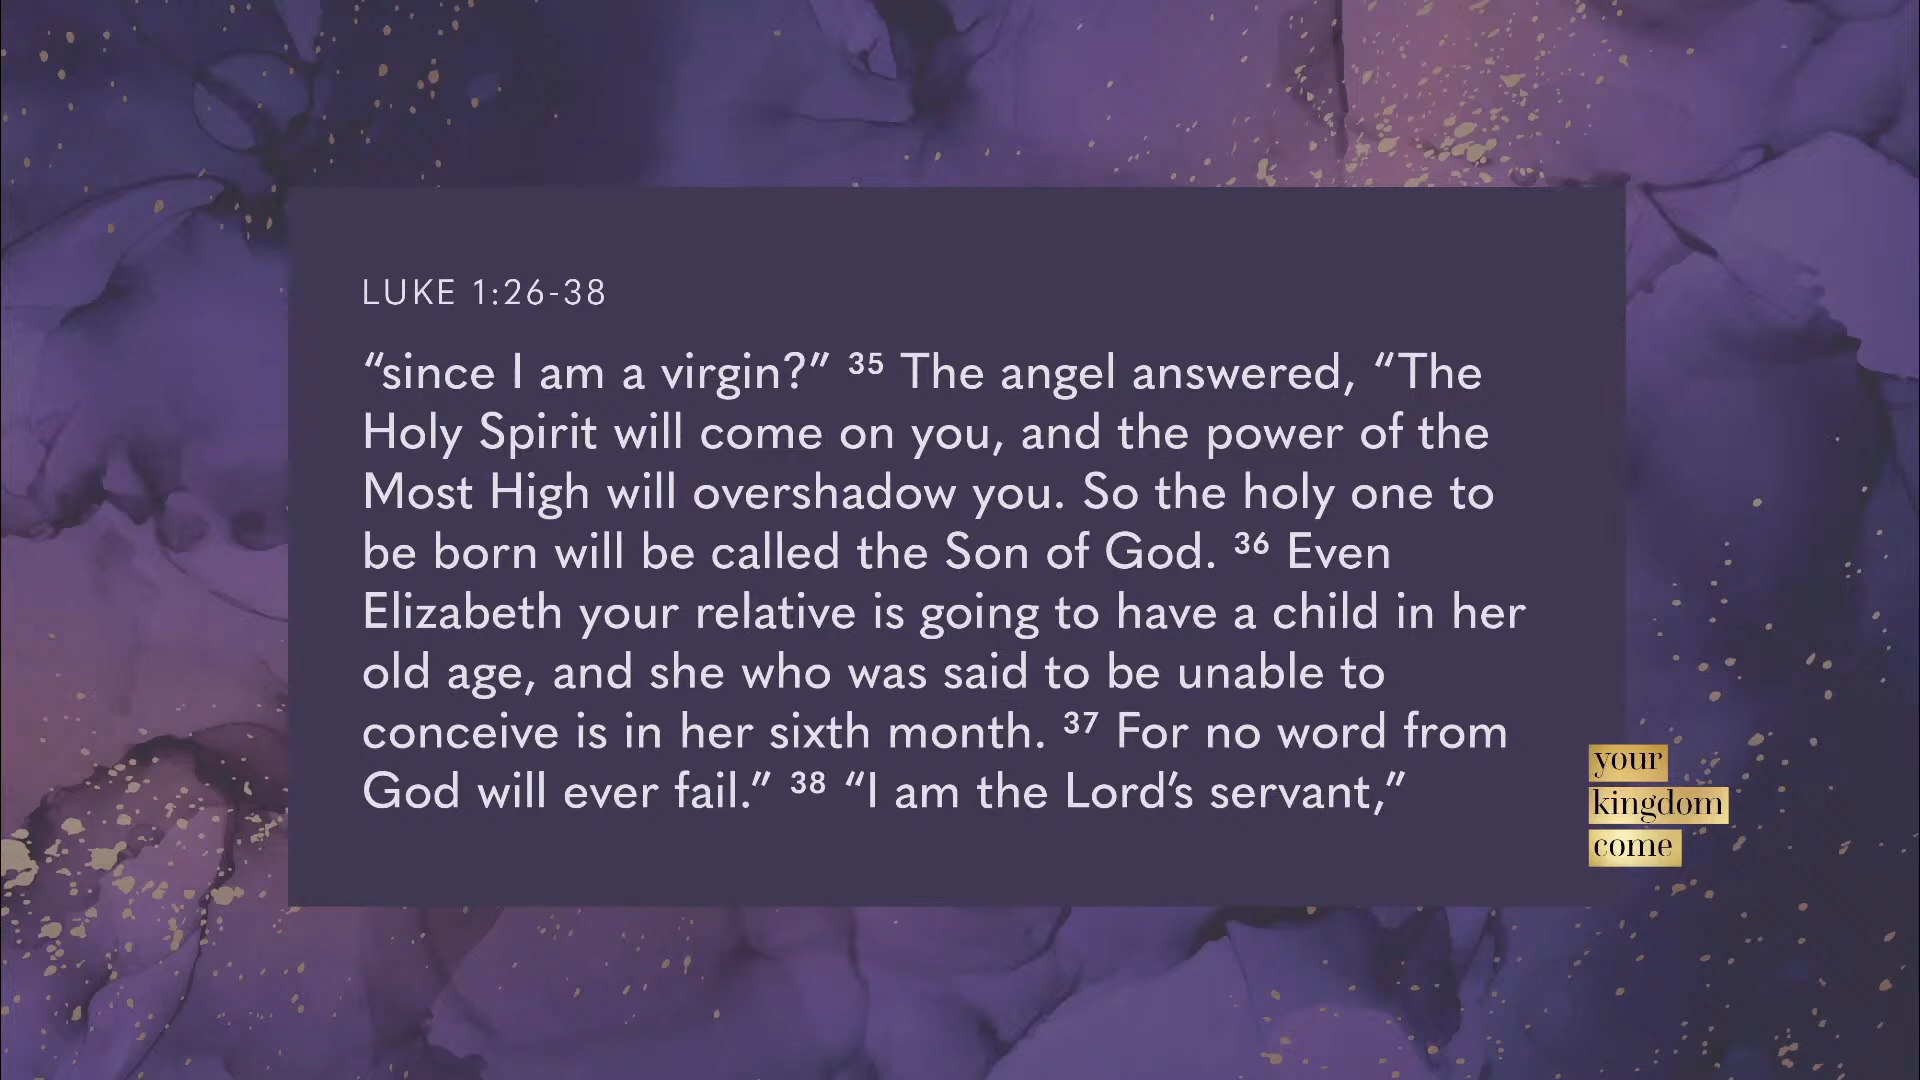 LUKE 1:26-38
“since I am a virgin?” ³⁵ The angel answered, “The
Holy Spirit will come on you, and the power of the
Most High will overshadow you. So the holy one to
be born will be called the Son of God. ³⁶ Even
Elizabeth your relative is going to have a child in her
old age, and she who was said to be unable to
conceive is in her sixth month. ³⁷ For no word from
God will ever fail.” ³⁸ “I am the Lord’s servant,”
your
kingdom
come